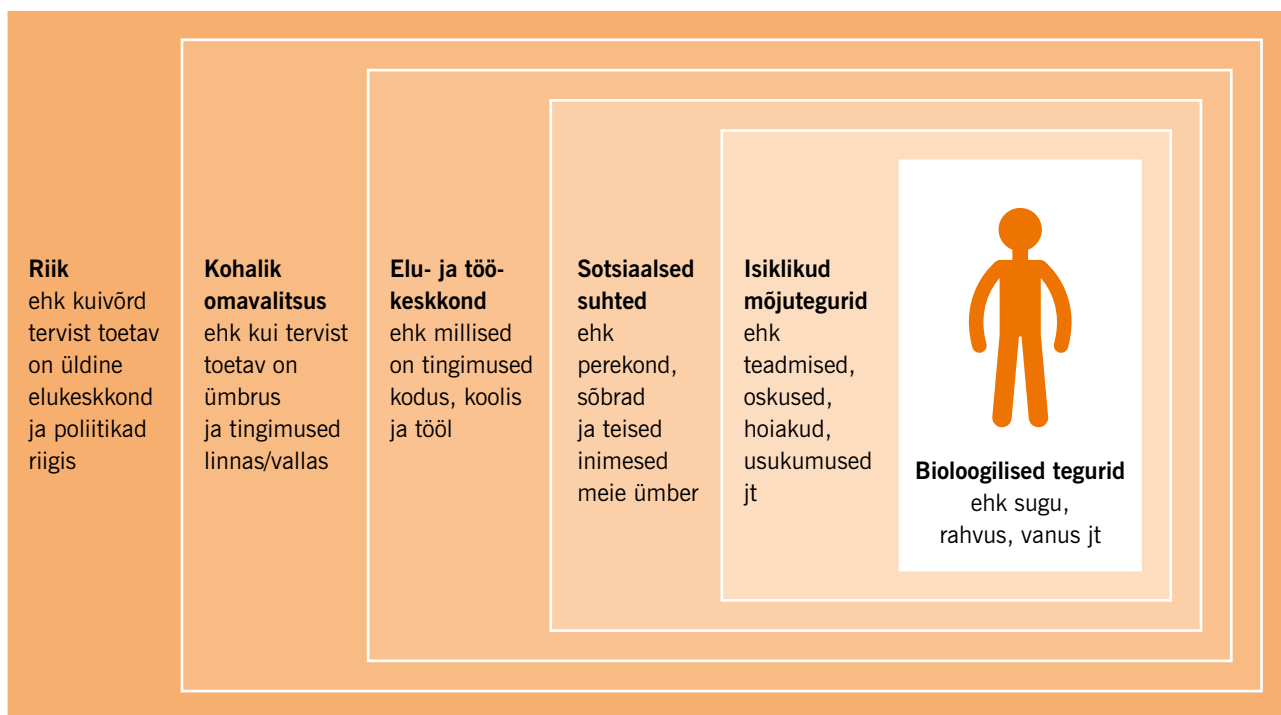 Riik
ehk kuivõrd
tervist toetav
on üldine
elukeskkond
ja poliitikad
riigis
Kohalik
omavalitsus
ehk kui tervist
toetav on
ümbrus
ja tingimused
linnas/vallas
Elu- ja töö-
keskkond
ehk millised
on tingimused
kodus, koolis
ja tööl
Sotsiaalsed
suhted
ehk
perekond,
sõbrad
ja teised
inimesed
meie ümber
Isiklikud
mõjutegurid
ehk
teadmised,
oskused,
hoiakud,
usukumused
jt
Bioloogilised tegurid
ehk sugu,
rahvus, vanus jt